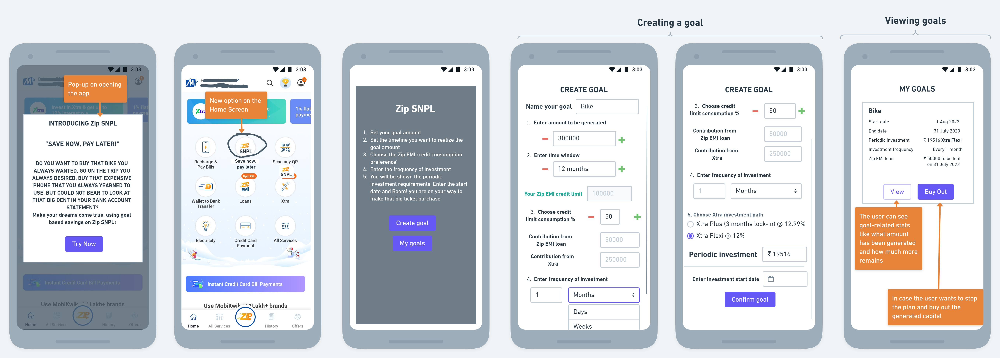 Creating a goal
Viewing goals
3:03
Pop-up on opening
the app
Xtra
Invest in Xtra & get up to
12% interest p.a.
1% flat
payme
INTRODUCING Zip SNPL
"SAVE NOW, PAY LATER!"
DO YOU WANT TO BUY THAT BIKE YOU
ALWAYS WANTED, GO ON THE TRIP YOU
ALWAYS DESIRED, BUY THAT EXPENSIVE
PHONE THAT YOU ALWAYS YEARNED TO
USE, BUT COULD NOT BEAR TO LOOK AT
THAT BIG DENT IN YOUR BANK ACCOUNT
STATEMENT?
Make your dreams come true, using goal
based savings on Zip SNPL!
Try Now
Instant Credit Card Bill Payments
Use MobiKwik 1Lakh+ brands
ZIP
Home
All Services
History
Offers
3:03
3
New option on the
Home Screen
Xtra
1% flat
payme
ZIP
SNPL
Recharge &
Pay Bills
Save now,
pay later
Scan any QR
ZIP
SNPL
Upto ₹2L
ZIP
EMI
Wallet to Bank
Transfer
Loans
Xtra
Electricity
Credit Card
Payment
All Services
Instant Credit Card Bill Payments
Use MobiKwik 1Lakh+ brands
ZIP
Home
All Services
History
Offers
3:03
Zip SNPL
1. Set your goal amount
2. Set the timeline you want to realize the
goal amount
3. Choose the Zip EMI credit consumption
preference'
4. Enter the frequency of investment
5. You will be shown the periodic
investment requirements. Enter the start
date and Boom! you are on your way to
make that big ticket purchase
Create goal
My goals
3:03
CREATE GOAL
Name your goal Bike
1. Enter amount to be generated
300000
2. Enter time window
12 months
Your Zip EMI credit limit 100000
3. Choose credit
limit consumption %
50
Contribution from
Zip EMI loan
50000
Contribution from
Xtra
250000
4. Enter frequency of investment
1 Months
Days
Weeks
3:03
CREATE GOAL
3. Choose credit
limit consumption %
50
Contribution from
Zip EMI loan
50000
Contribution from
Xtra
250000
4. Enter frequency of investment
1 Months
5. Choose Xtra investment path
Xtra Plus (3 months lock-in) @ 12.99%
Xtra Flexi @ 12%
Periodic investment ₹ 19516
Enter investment start date
Confirm goal
3:03
MY GOALS
Bike
Start date 1 Aug 2022
End date 31 July 2023
Periodic investment ₹ 19516 Xtra Flexi
Investment frequency Every 1 month
Zip EMI loan ₹ 50000 to be lent
on 31 July 2023
View
Buy Out
The user can see
goal-related stats
like what amount
has been generated
and how much more
remains
In case the user wants to stop
the plan and buy out the
generated capital